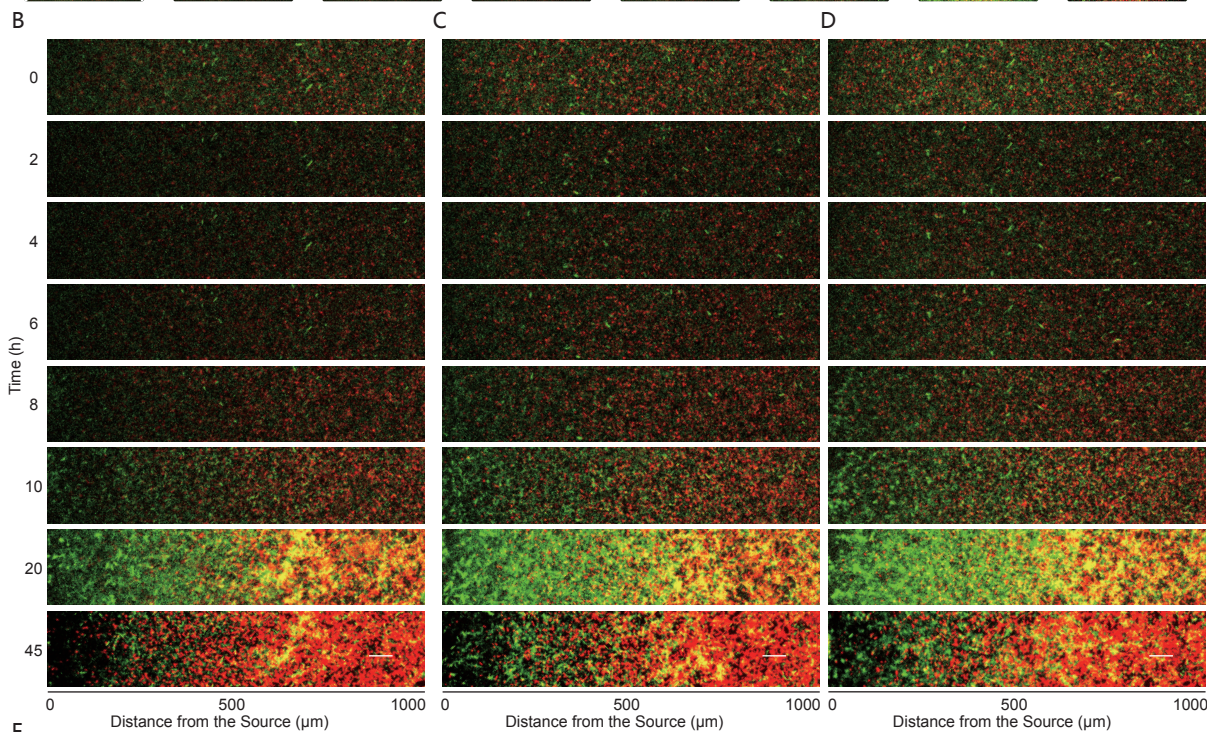 B
C
D
0
2
4
6
8
10
20
45
Time (h)
0 500 1000
0 500 1000
0 500 1000
Distance from the Source (μm)
Distance from the Source (μm)
Distance from the Source (μm)